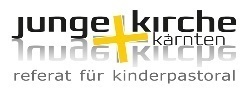 junge kirche
kärnten
referat für kinderpastoral